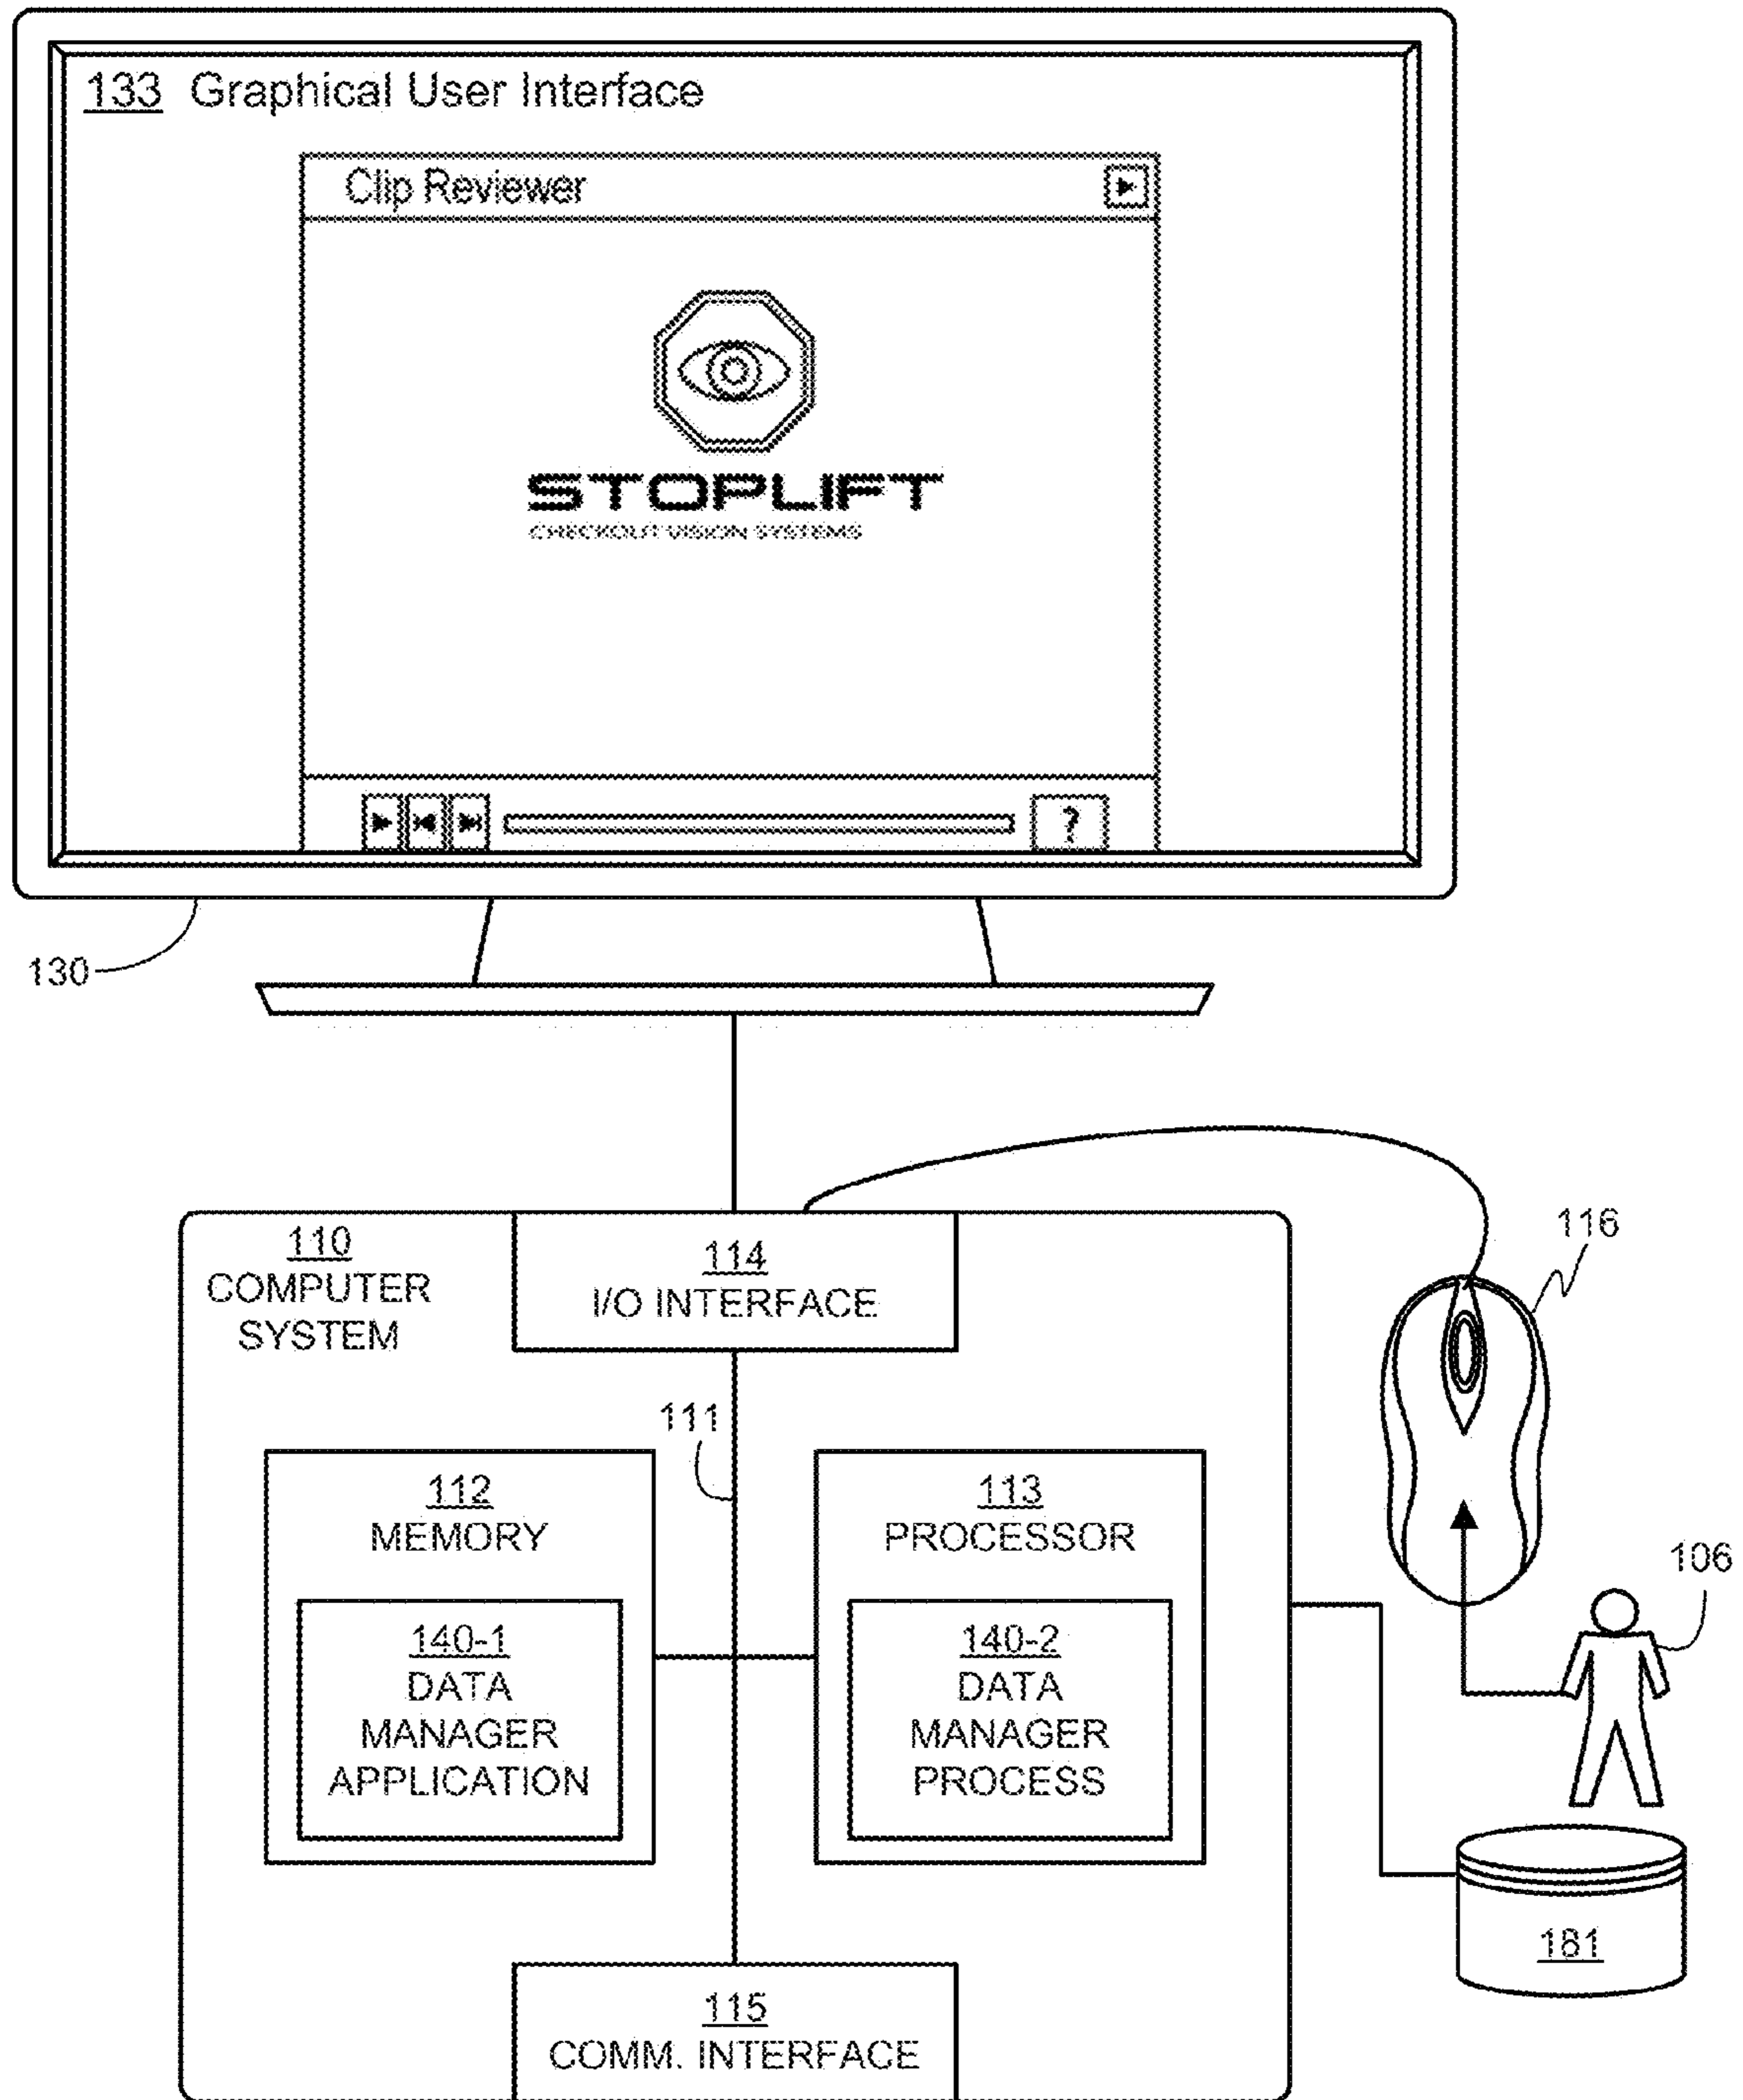 133 Graphical User Interface
Clip Reviewer
STOPLIFT
CHECKOUT VISION SYSTEMS
?
130
110
COMPUTER
SYSTEM
114
I/O INTERFACE
116
111
112
MEMORY
113
PROCESSOR
106
140-1
DATA
MANAGER
APPLICATION
140-2
DATA
MANAGER
PROCESS
181
115
COMM. INTERFACE